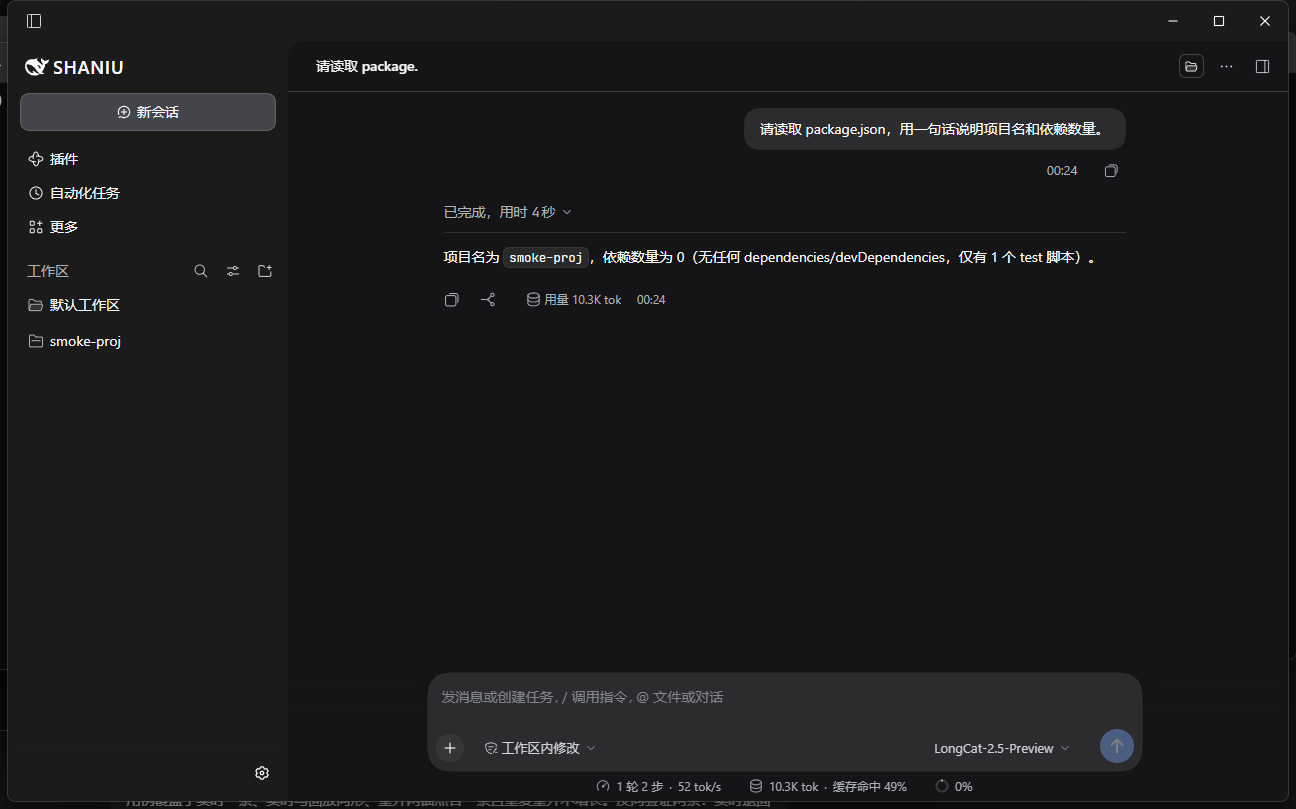 SHANIU
新会话
插件
自动化任务
更多
工作区
默认工作区
smoke-proj
请读取 package.
请读取 package.json，用一句话说明项目名和依赖数量。
00:24
已完成，用时 4秒
项目名为 smoke-proj ，依赖数量为 0（无任何 dependencies/devDependencies，仅有 1 个 test 脚本）。
用量 10.3K tok 00:24
发消息或创建任务, / 调用指令, @ 文件或对话
工作区内修改
LongCat-2.5-Preview
1 轮 2 步 · 52 tok/s 10.3K tok · 缓存命中 49% 0%